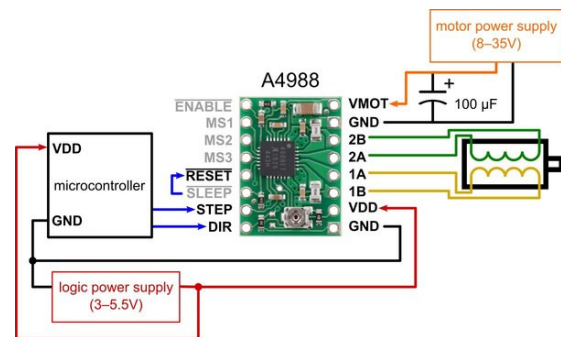 motor power supply
(8–35V)
A4988
+
100 µF
ENABLE
MS1
MS2
MS3
RESET
SLEEP
STEP
DIR
VMOT
GND
2B
2A
1A
1B
VDD
GND
VDD
microcontroller
GND
logic power supply
(3–5.5V)